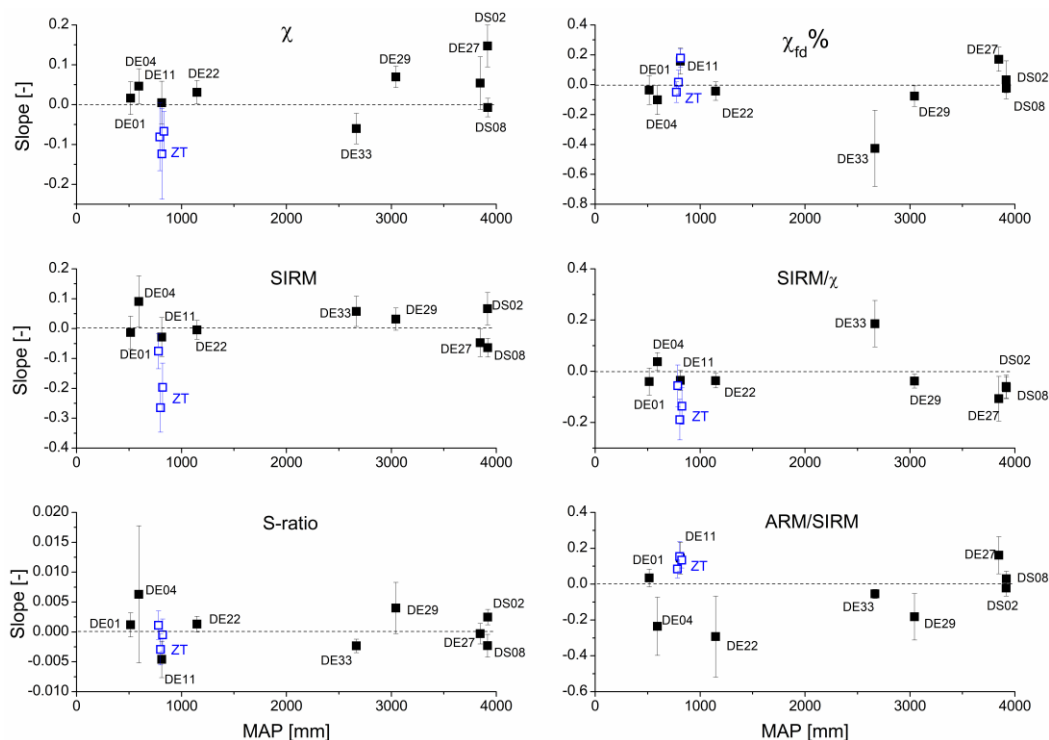 χ
Slope [-]
0.2
0.1
0.0
-0.1
-0.2
0 1000 2000 3000 4000
DE01
DE04
DE11
DE22
ZT
DE33
DE29
DE27
DS02
DS08
χfd%
0.4
0.2
0.0
-0.2
-0.4
-0.6
-0.8
0 1000 2000 3000 4000
DE01
DE04
DE11
ZT
DE22
DE33
DE29
DE27
DS02
DS08
SIRM
Slope [-]
0.2
0.1
0.0
-0.1
-0.2
-0.3
-0.4
0 1000 2000 3000 4000
DE04
DE11
DE01
DE22
ZT
DE33
DE29
DE27
DS02
DS08
SIRM/χ
0.4
0.2
0.0
-0.2
0 1000 2000 3000 4000
DE04
DE11
DE01
DE22
ZT
DE33
DE29
DE27
DS02
DS08
S-ratio
Slope [-]
0.020
0.015
0.010
0.005
0.000
-0.005
-0.010
0 1000 2000 3000 4000
MAP [mm]
DE01
DE04
DE22
ZT
DE11
DE33
DE29
DE27
DS02
DS08
ARM/SIRM
0.6
0.4
0.2
0.0
-0.2
-0.4
-0.6
0 1000 2000 3000 4000
MAP [mm]
DE01
DE11
ZT
DE04
DE22
DE33
DE29
DE27
DS08
DS02